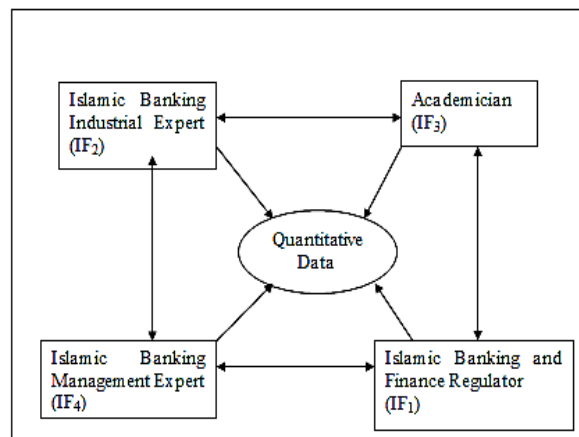 Islamic Banking
Industrial Expert
(IF₂)
Academician
(IF₃)
Quantitative
Data
Islamic Banking
Management Expert
(IF₄)
Islamic Banking and
Finance Regulator
(IF₁)